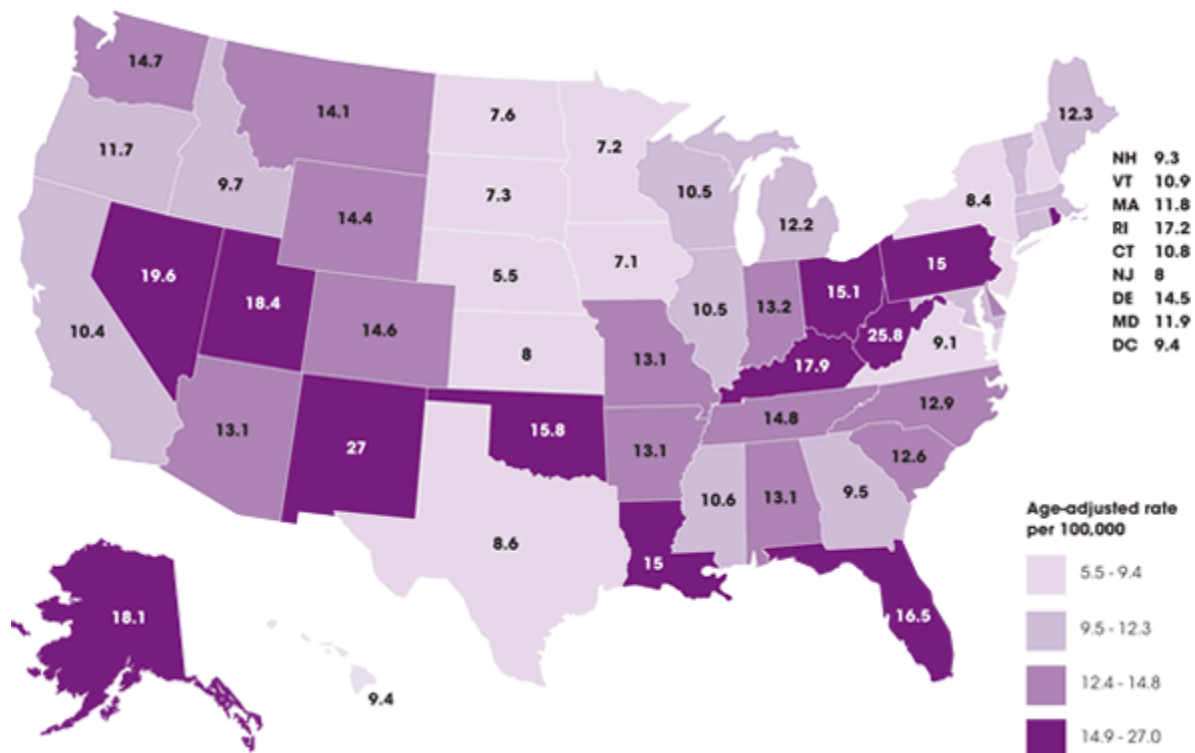 14.7
14.1
7.6
7.2
12.3
11.7
9.7
14.4
7.3
10.5
12.2
8.4
NH 9.3
VT 10.9
MA 11.8
RI 17.2
CT 10.8
NJ 8
DE 14.5
MD 11.9
DC 9.4
19.6
18.4
14.6
5.5
7.1
10.5
13.2
15.1
15
10.4
8
13.1
17.9
25.8
9.1
13.1
27
15.8
13.1
14.8
12.9
12.6
8.6
15
10.6
13.1
9.5
16.5
18.1
9.4
Age-adjusted rate
per 100,000
5.5 - 9.4
9.5 - 12.3
12.4 - 14.8
14.9 - 27.0